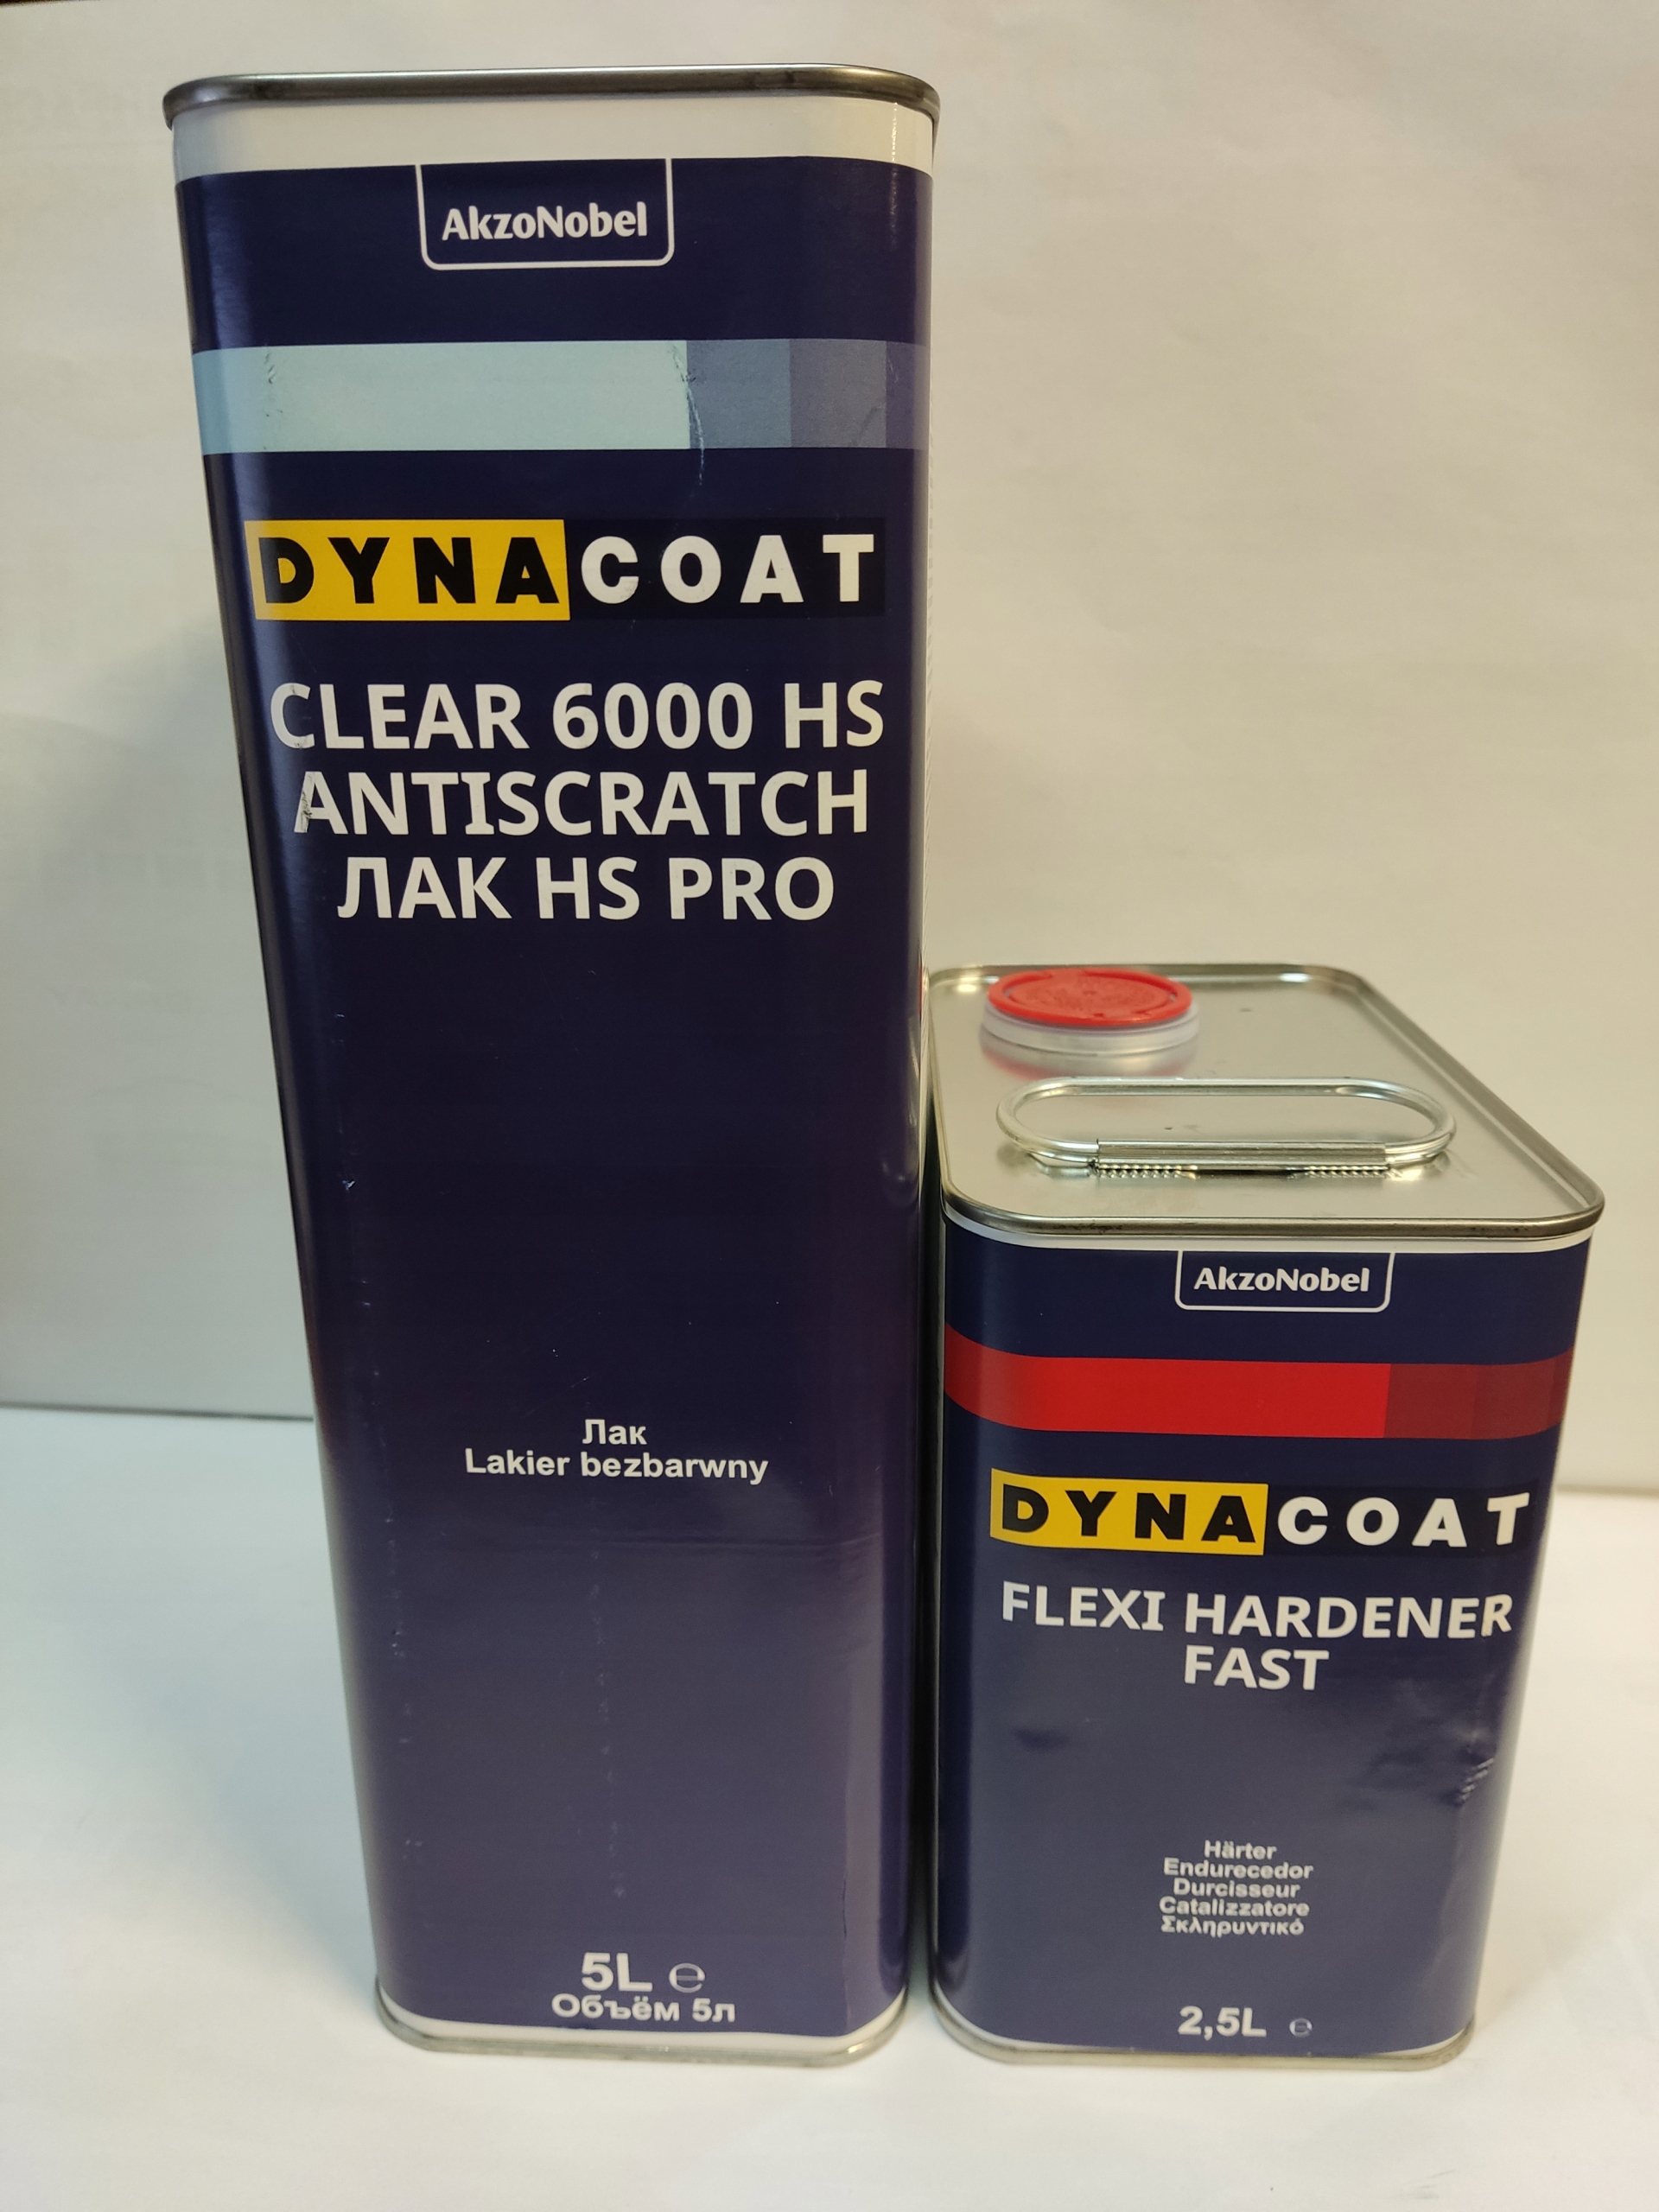 AkzoNobel
DYNACOAT
CLEAR 6000 HS
ANTISCRATCH
ЛАК HS PRO
Лак
Lakier bezbarwny
5L ℮
Объём 5л
AkzoNobel
DYNACOAT
FLEXI HARDENER
FAST
Härter
Endurecedor
Durcisseur
Catalizzatore
Σκληρυντικό
2,5L ℮